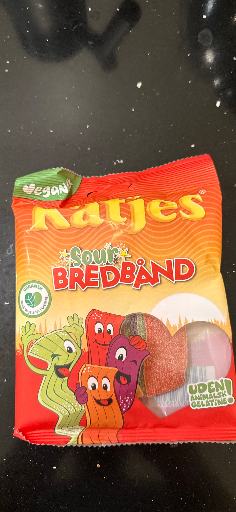 Vegan
Katjes®
Sour
BREDBÅND
UDEN
ANIMALSK
GELATINE!